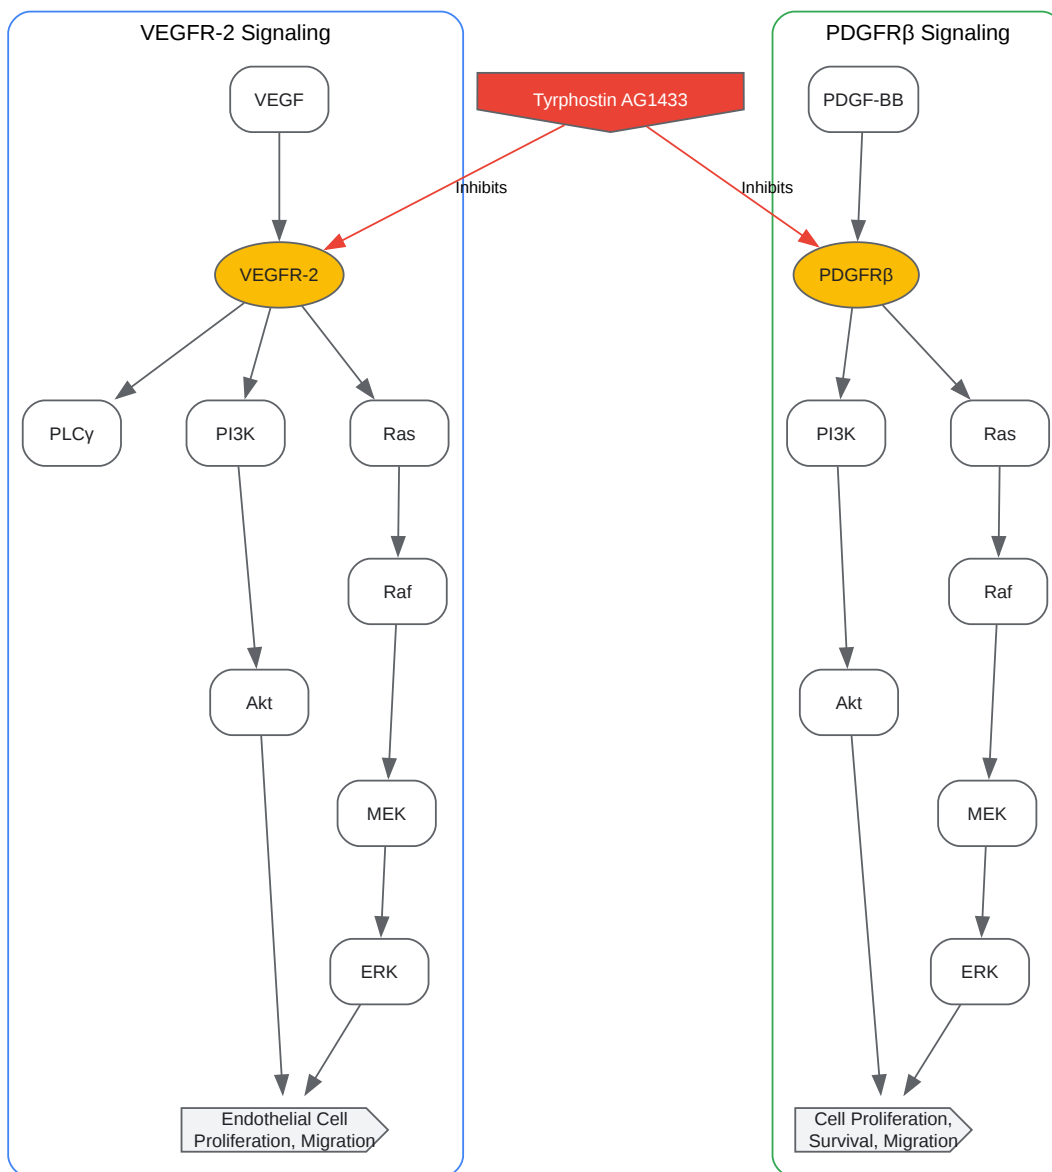 VEGFR-2 Signaling
PDGFRβ Signaling
VEGF
Tyrphostin AG1433
PDGF-BB
Inhibits
Inhibits
VEGFR-2
PDGFRβ
PLCγ
PI3K
Ras
PI3K
Ras
Raf
Raf
Akt
Akt
MEK
MEK
ERK
ERK
Endothelial Cell
Proliferation, Migration
Cell Proliferation,
Survival, Migration